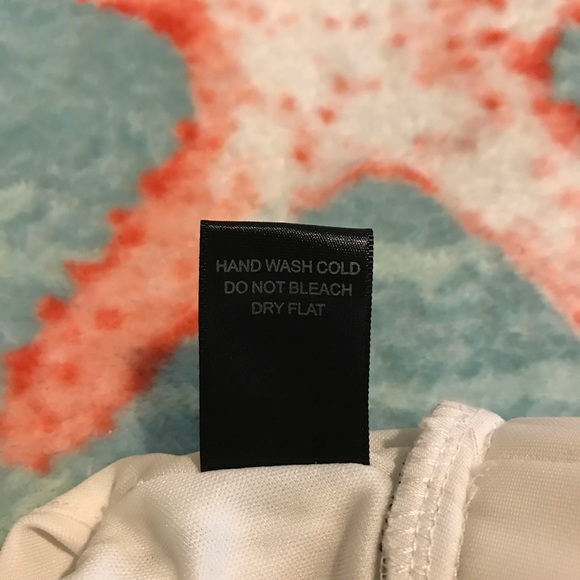 HAND WASH COLD
DO NOT BLEACH
DRY FLAT